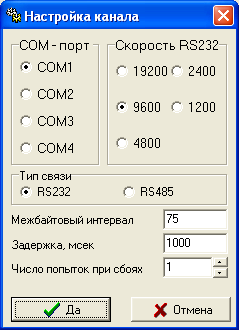 Настройка канала
COM - порт
Скорость RS232
COM1
COM2
COM3
COM4
19200
2400
9600
1200
4800
Тип связи
RS232
RS485
Межбайтовый интервал
75
Задержка, мсек
1000
Число попыток при сбоях
1
Да
Отмена